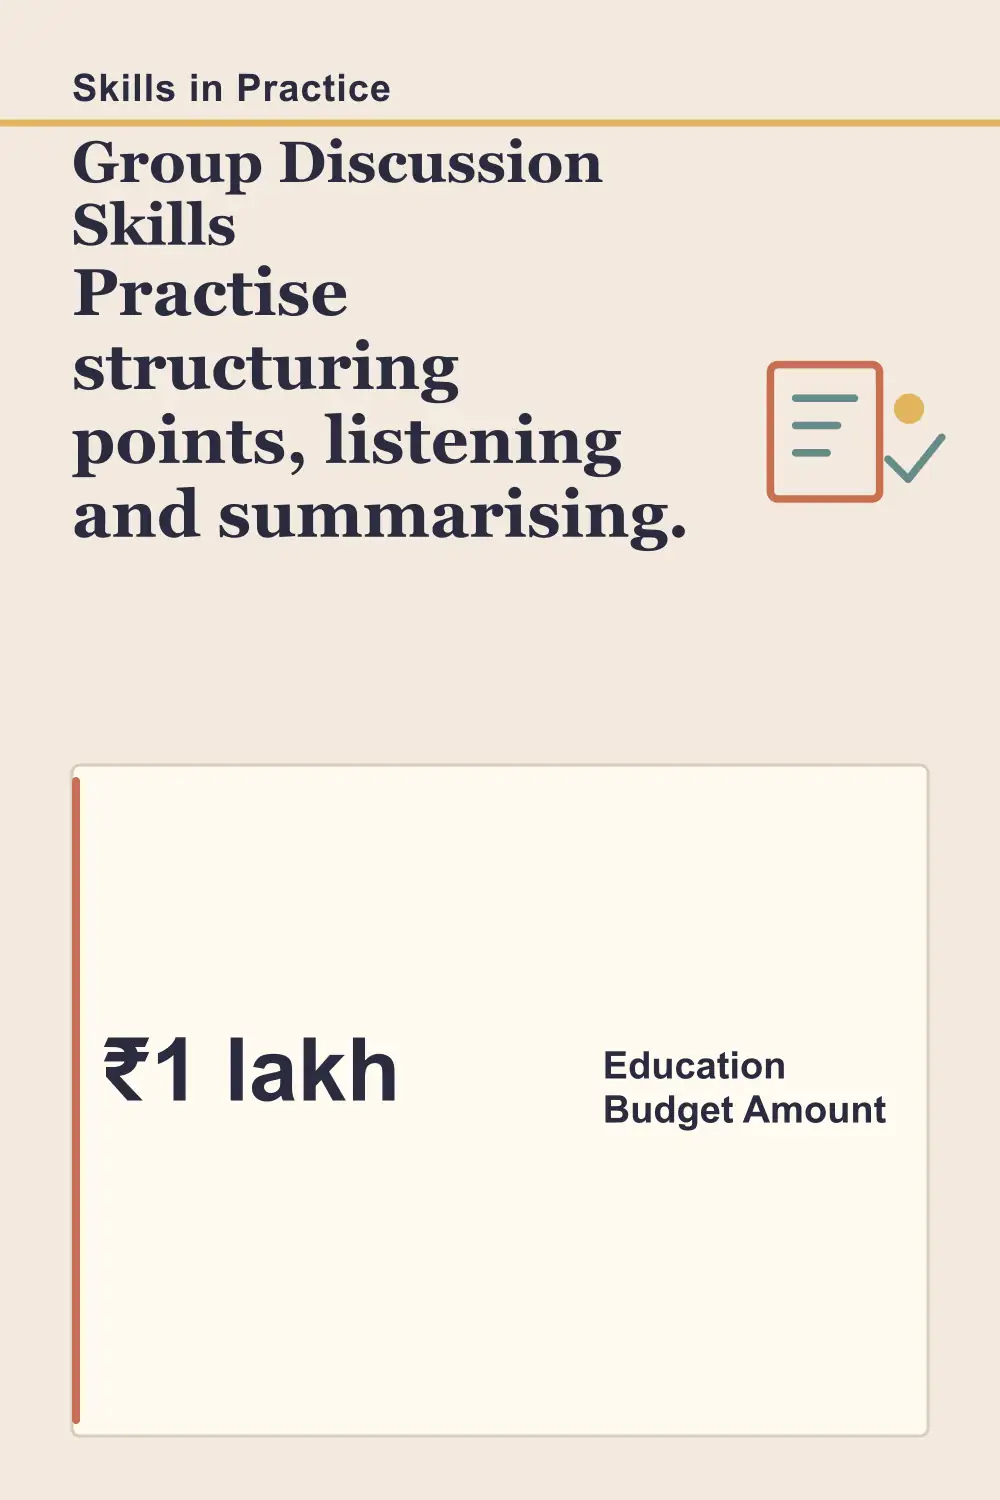 Skills in Practice
Group Discussion
Skills
Practise
structuring
points, listening
and summarising.
₹1 lakh
Education
Budget Amount